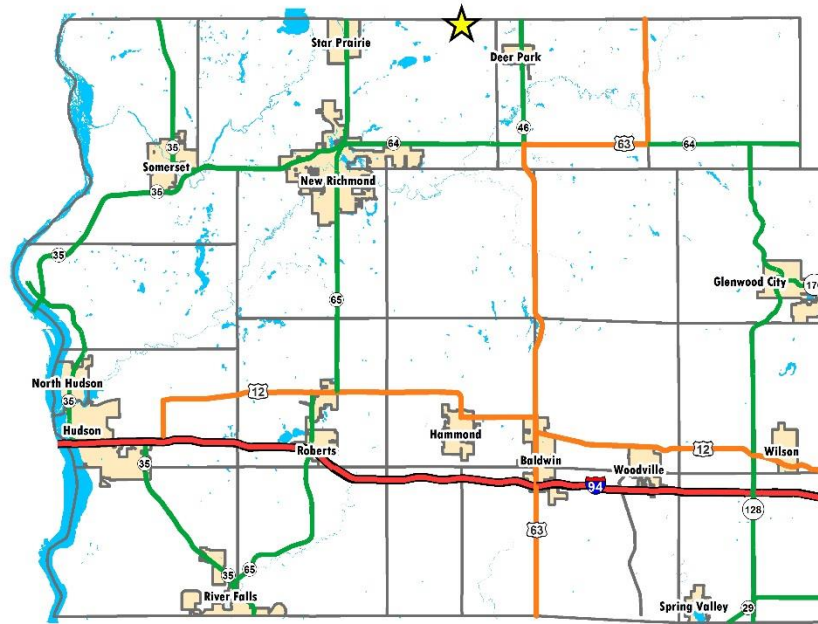 Star Prairie
Deer Park
46
35
64
63
64
Somerset
New Richmond
35
35
Glenwood City
65
North Hudson
12
35
Hudson
Hammond
Roberts
Baldwin
12
Wilson
35
Woodville
94
128
63
35
65
River Falls
Spring Valley
29